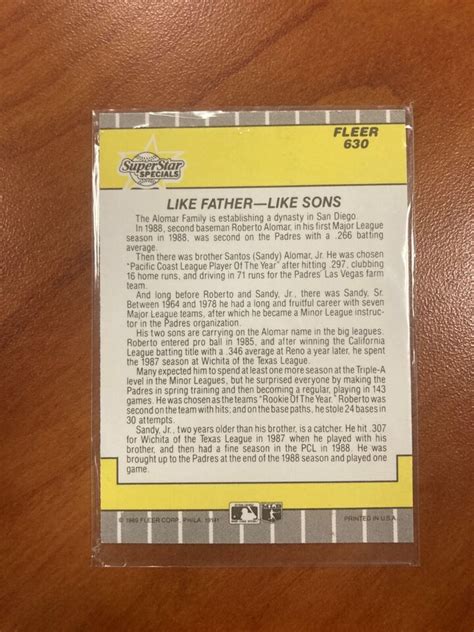 FLEER
630
SuperStar
SPECIALS
LIKE FATHER—LIKE SONS
The Alomar Family is establishing a dynasty in San Diego.
In 1988, second baseman Roberto Alomar, in his first Major League
season in 1988, was second on the Padres with a .266 batting
average.
Then there was brother Santos (Sandy) Alomar, Jr. He was chosen
"Pacific Coast League Player Of The Year" after hitting .297, clubbing
16 home runs, and driving in 71 runs for the Padres' Las Vegas farm
team.
And long before Roberto and Sandy, Jr., there was Sandy, Sr.
Between 1964 and 1978 he had a long and fruitful career with seven
Major League teams, after which he became a Minor League instruc-
tor in the Padres organization.
His two sons are carrying on the Alomar name in the big leagues.
Roberto entered pro ball in 1985, and after winning the California
League batting title with a .346 average at Reno a year later, he spent
the 1987 season at Wichita of the Texas League.
Many expected him to spend at least one more season at the Triple-A
level in the Minor Leagues, but he surprised everyone by making the
Padres in spring training and then becoming a regular, playing in 143
games. He was chosen as the teams "Rookie Of The Year." Roberto was
second on the team with hits; and on the base paths, he stole 24 bases in
30 attempts.
Sandy, Jr., two years older than his brother, is a catcher. He hit .307
for Wichita of the Texas League in 1987 when he played with his
brother, and then had a fine season in the PCL in 1988. He was
brought up to the Padres at the end of the 1988 season and played one
game.
© 1989 FLEER CORP., PHILA. 19141
PRINTED IN U.S.A.